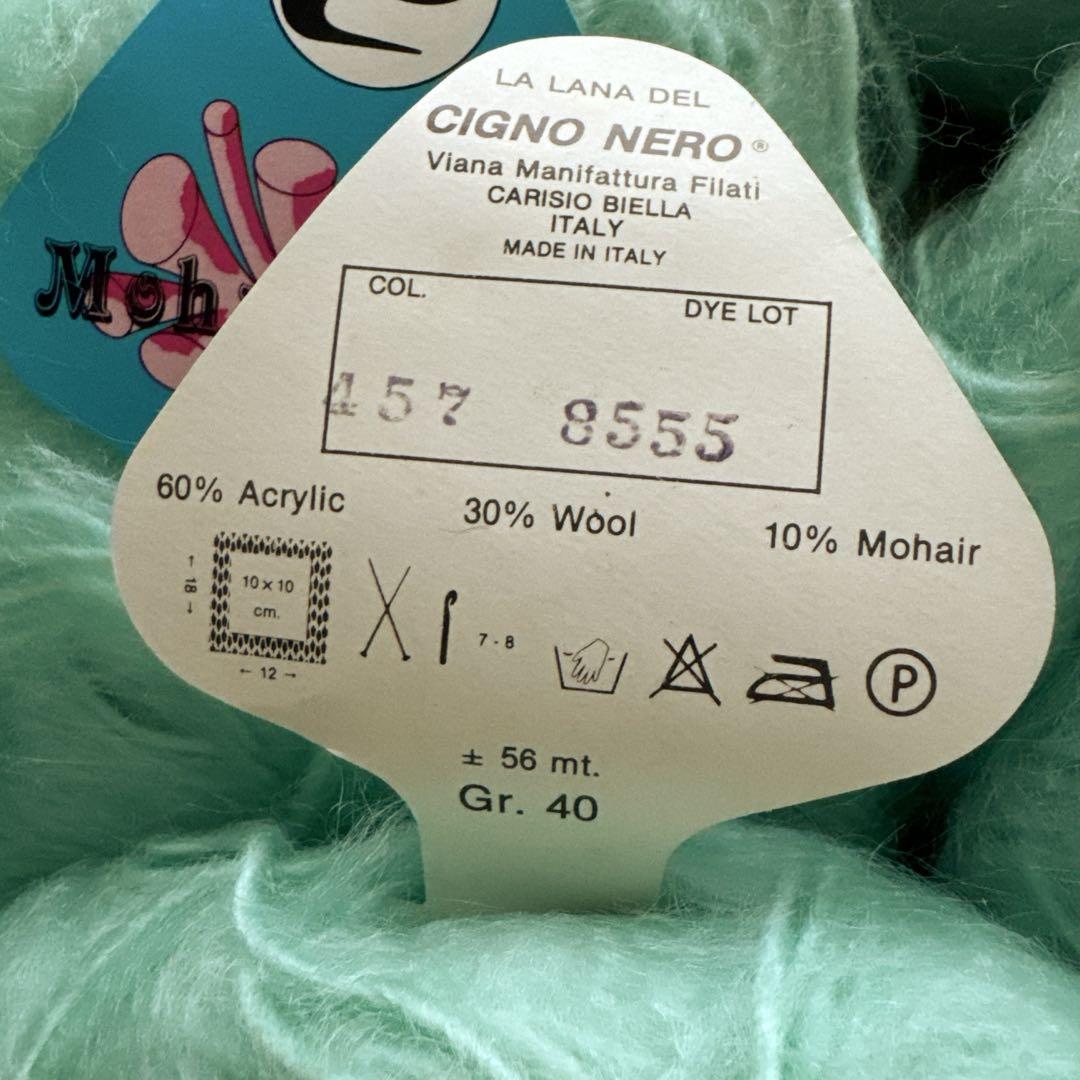 LA LANA DEL
CIGNO NERO®
Viana Manifattura Filati
CARISIO BIELLA
ITALY
MADE IN ITALY
COL. DYE LOT
457 8555
60% Acrylic 30% Wool 10% Mohair
↑ 18 ↓
10 x 10
cm.
← 12 →
7 - 8
P
± 56 mt.
Gr. 40
Moh